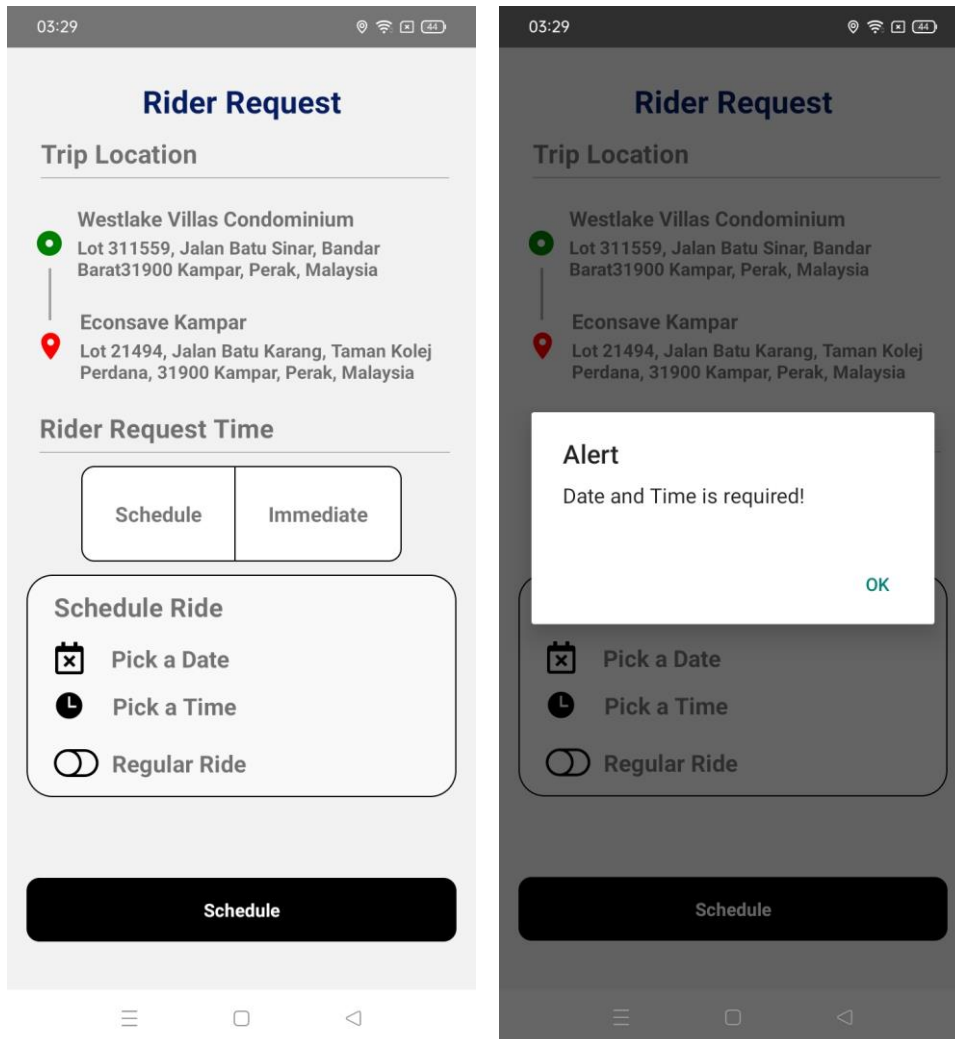 03:29
44
Rider Request
Trip Location
Westlake Villas Condominium
Lot 311559, Jalan Batu Sinar, Bandar
Barat31900 Kampar, Perak, Malaysia
Econsave Kampar
Lot 21494, Jalan Batu Karang, Taman Kolej
Perdana, 31900 Kampar, Perak, Malaysia
Rider Request Time
Schedule Immediate
Schedule Ride
Pick a Date
Pick a Time
Regular Ride
Schedule
03:29
44
Rider Request
Trip Location
Westlake Villas Condominium
Lot 311559, Jalan Batu Sinar, Bandar
Barat31900 Kampar, Perak, Malaysia
Econsave Kampar
Lot 21494, Jalan Batu Karang, Taman Kolej
Perdana, 31900 Kampar, Perak, Malaysia
Alert
Date and Time is required!
OK
Pick a Date
Pick a Time
Regular Ride
Schedule